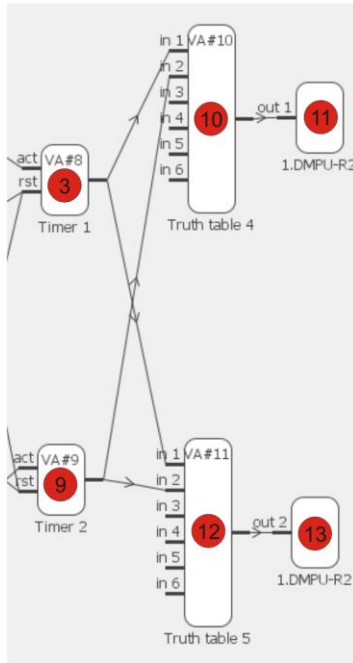 in 1 VA#10
in 2
in 3
in 4
in 5
in 6
10
out 1
11
1.DMPU-R2
Truth table 4
act VA#8
rst
3
Timer 1
in 1 VA#11
in 2
in 3
in 4
in 5
in 6
12
out 2
13
1.DMPU-R2
Truth table 5
act VA#9
rst
9
Timer 2